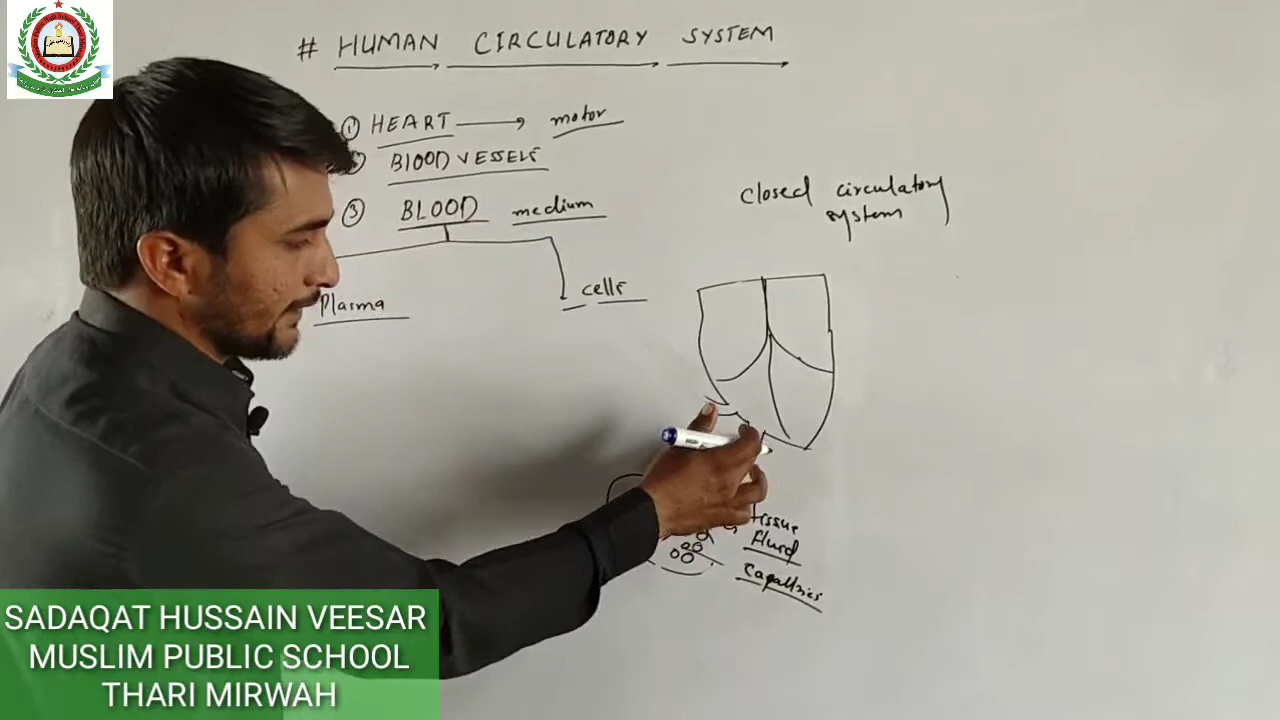 # HUMAN CIRCULATORY SYSTEM
① HEART → motor
BLOOD VESSELS
③ BLOOD medium
Plasma
cells
closed circulatory
system
tissue
fluid
capallries
SADAQAT HUSSAIN VEESAR
MUSLIM PUBLIC SCHOOL
THARI MIRWAH